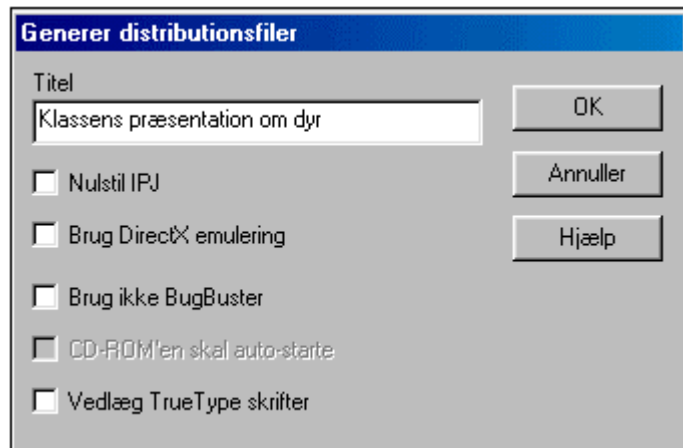 Generer distributionsfiler
Titel
Klassens præsentation om dyr
OK
Nulstil IPJ
Annuller
Brug DirectX emulering
Hjælp
Brug ikke BugBuster
CD-ROM'en skal auto-starte
Vedlæg TrueType skrifter